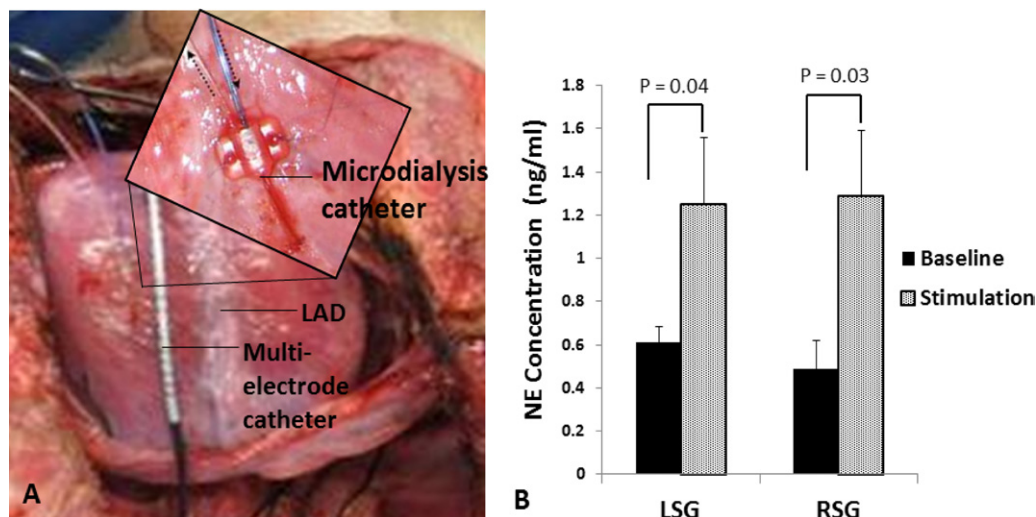 Microdialysis
catheter
LAD
Multi-
electrode
catheter
A
P = 0.04
P = 0.03
NE Concentration (ng/ml)
1.8
1.6
1.4
1.2
1
0.8
0.6
0.4
0.2
0
LSG
RSG
Baseline
Stimulation
B